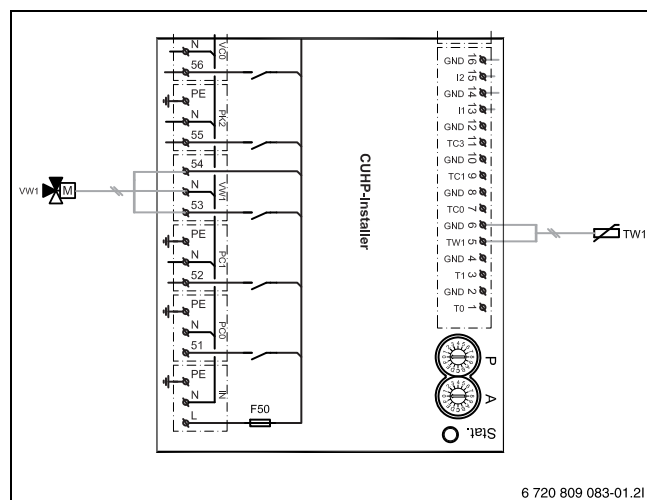 N
VC0
56
PE
N
PK2
55
54
N
VW1
53
PE
N
PC1
52
PE
N
PC0
51
PE
N
IN
L
F50
VW1
M
CUHP-Installer
GND 16
I2 15
GND 14
I1 13
GND 12
TC3 11
GND 10
TC1 9
GND 8
TC0 7
GND 6
TW1 5
GND 4
T1 3
GND 2
T0 1
TW1
P
A
Stat.
6 720 809 083-01.2I